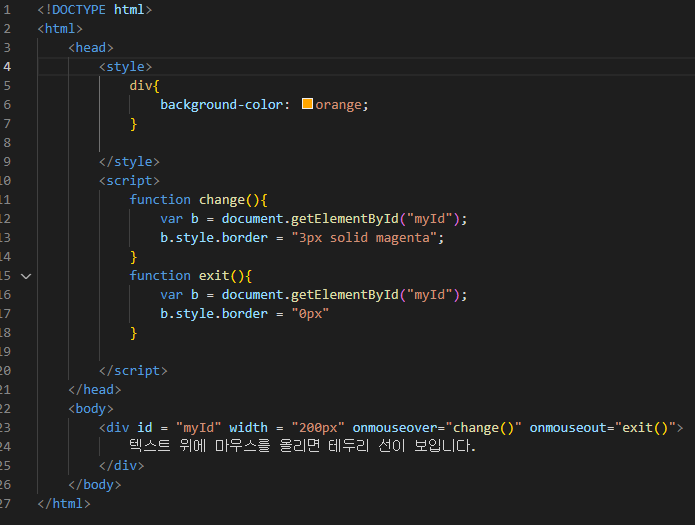 1 <!DOCTYPE html>
2 <html>
3 <head>
4 <style>
5 div{
6 background-color: orange;
7 }
8
9 </style>
10 <script>
11 function change(){
12 var b = document.getElementById("myId");
13 b.style.border = "3px solid magenta";
14 }
15 function exit(){
16 var b = document.getElementById("myId");
17 b.style.border = "0px"
18 }
19
20 </script>
21 </head>
22 <body>
23 <div id = "myId" width = "200px" onmouseover="change()" onmouseout="exit()">
24 텍스트 위에 마우스를 올리면 테두리 선이 보입니다.
25 </div>
26 </body>
27 </html>